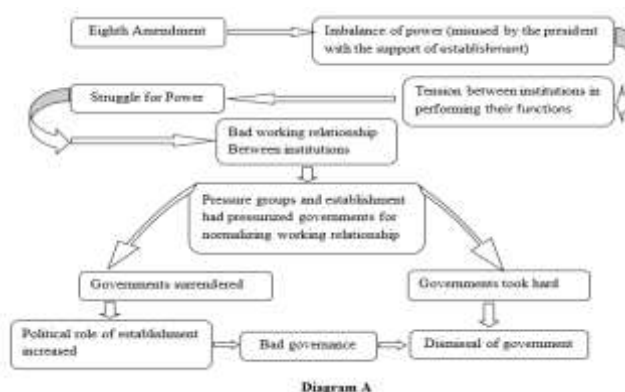 Eighth Amendment
Imbalance of power (misused by the president
with the support of establishment)
Tension between institutions in
performing their functions
Struggle for Power
Bad working relationship
Between institutions
Pressure groups and establishment
had pressurized governments for
normalizing working relationship
Governments surrendered
Governments took hard
Political role of establishment
increased
Bad governance
Dismissal of government
Diagram A